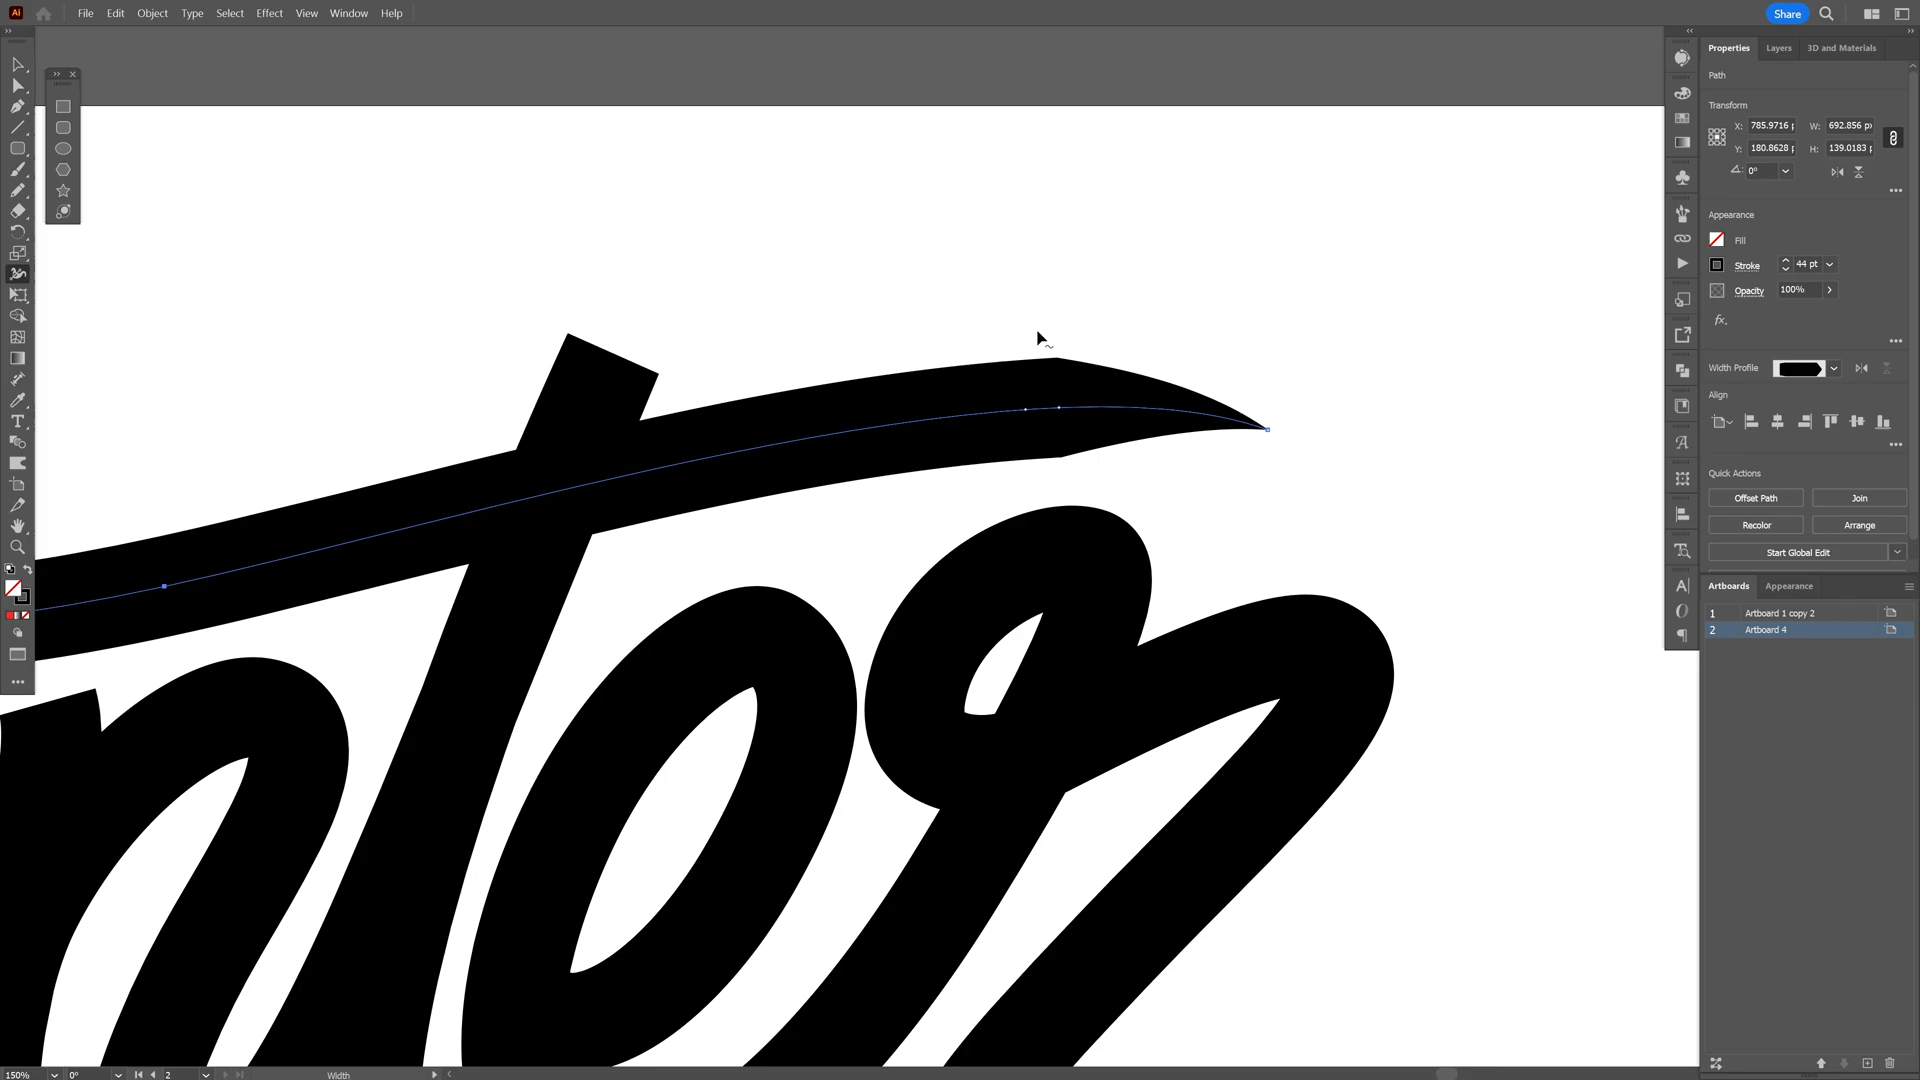 Ai File Edit Object Type Select Effect View Window Help Share
Properties Layers 3D and Materials
Path
Transform
X: 785.9716 W: 692.856 px
Y: 180.8628 H: 139.0183
0°
Appearance
Fill
Stroke 44 pt
Opacity 100%
fx.
Width Profile
Align
Quick Actions
Offset Path Join
Recolor Arrange
Start Global Edit
Artboards Appearance
1 Artboard 1 copy 2
2 Artboard 4
150% 0° 2 Width